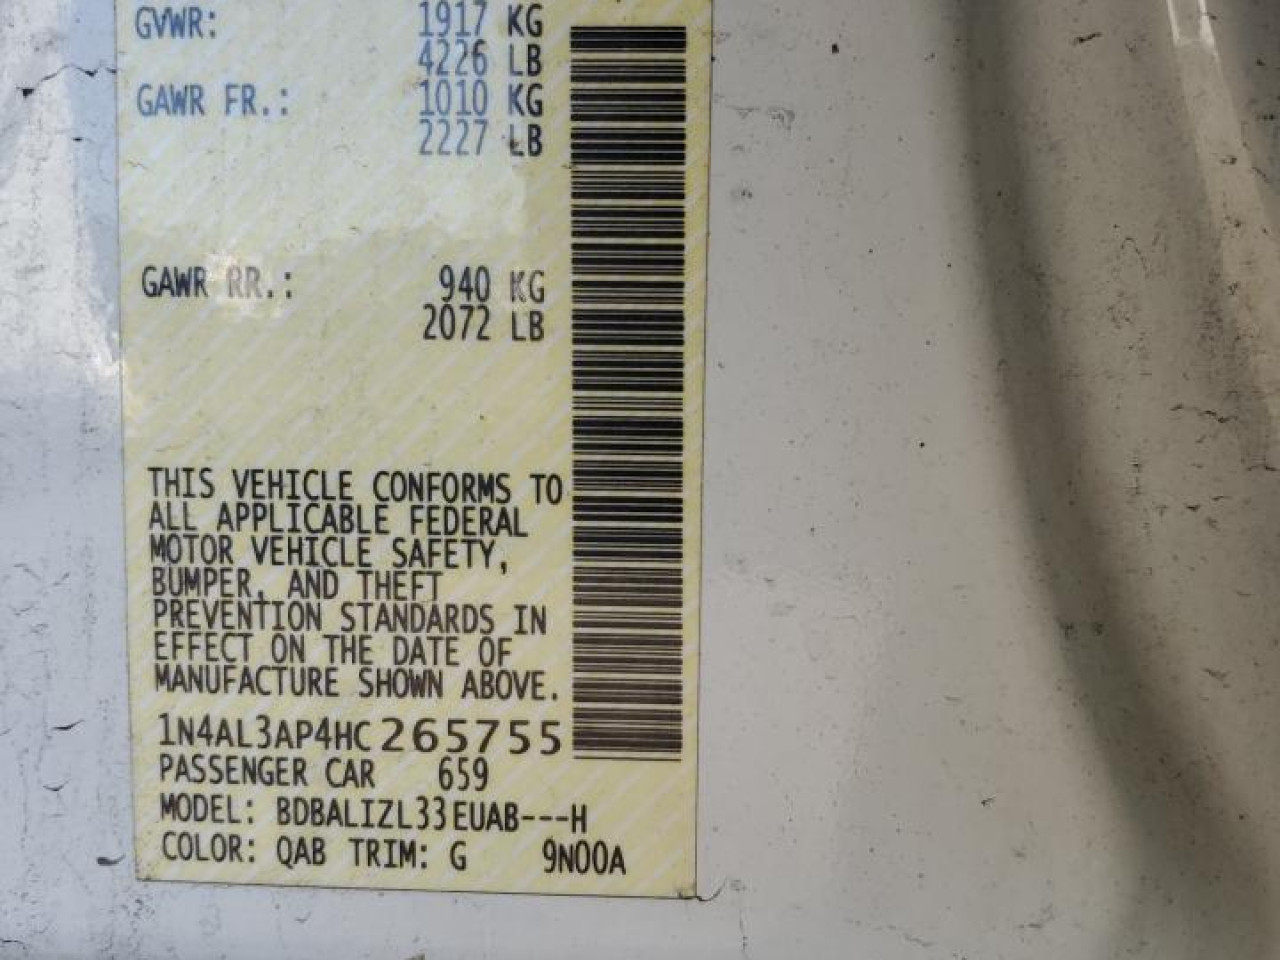 GVWR: 1917 KG
4226 LB
GAWR FR.: 1010 KG
2227 LB
GAWR RR.: 940 KG
2072 LB
THIS VEHICLE CONFORMS TO
ALL APPLICABLE FEDERAL
MOTOR VEHICLE SAFETY,
BUMPER, AND THEFT
PREVENTION STANDARDS IN
EFFECT ON THE DATE OF
MANUFACTURE SHOWN ABOVE.
1N4AL3AP4HC265755
PASSENGER CAR 659
MODEL: BDBALIZL33EUAB---H
COLOR: QAB TRIM: G 9N00A